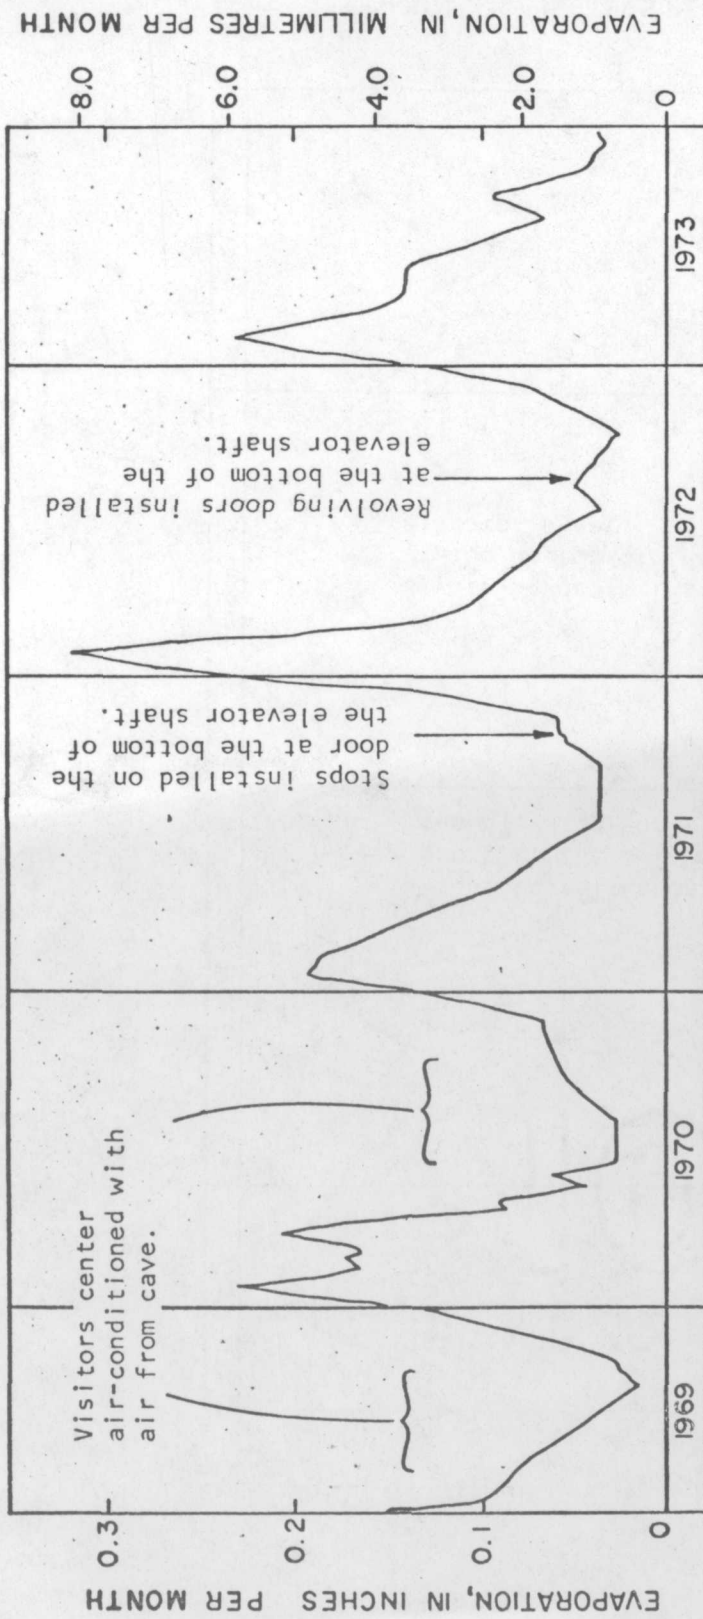 EVAPORATION, IN INCHES PER MONTH
0.3
0.2
0.1
0
Visitors center
air-conditioned with
air from cave.
Stops installed on the
door at the bottom of
the elevator shaft.
Revolving doors installed
at the bottom of the
elevator shaft.
1969
1970
1971
1972
1973
8.0
6.0
4.0
2.0
0
EVAPORATION, IN MILLIMETRES PER MONTH